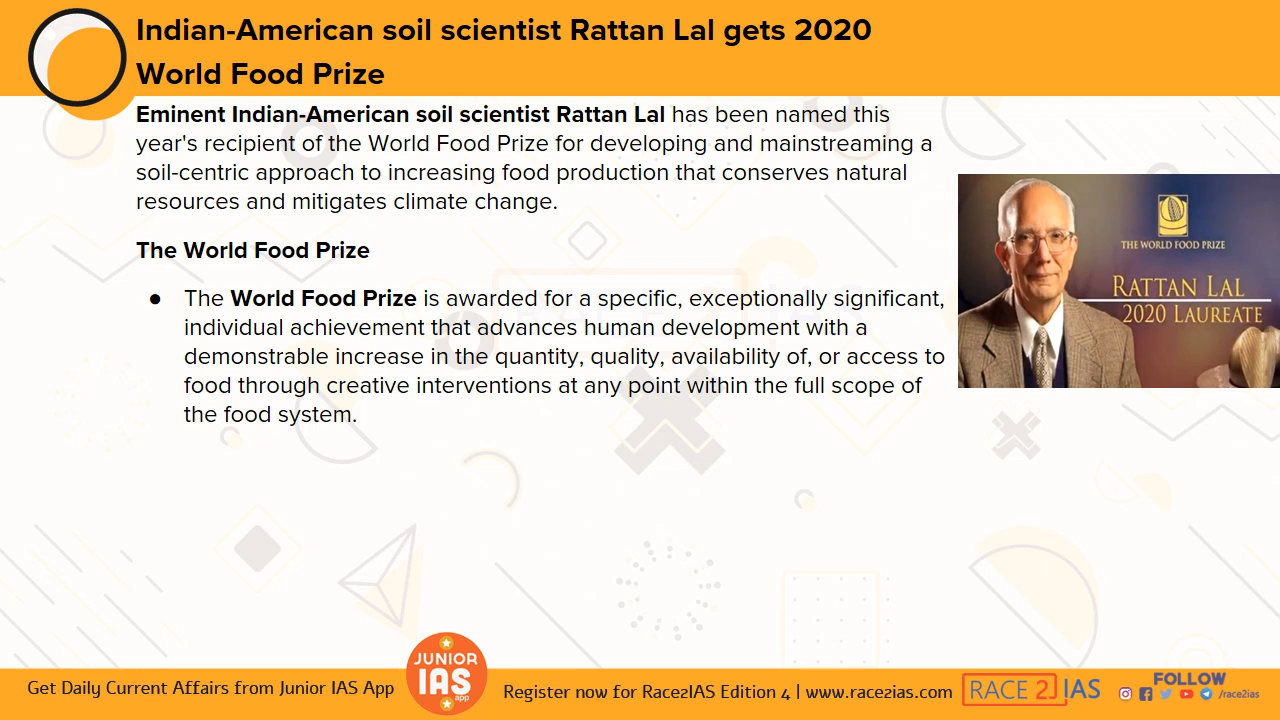 Indian-American soil scientist Rattan Lal gets 2020
World Food Prize
Eminent Indian-American soil scientist Rattan Lal has been named this
year's recipient of the World Food Prize for developing and mainstreaming a
soil-centric approach to increasing food production that conserves natural
resources and mitigates climate change.
The World Food Prize
● The World Food Prize is awarded for a specific, exceptionally significant,
individual achievement that advances human development with a
demonstrable increase in the quantity, quality, availability of, or access to
food through creative interventions at any point within the full scope of
the food system.
THE WORLD FOOD PRIZE
RATTAN LAL
2020 LAUREATE
RACE 2 IAS
Get Daily Current Affairs from Junior IAS App
JUNIOR
IAS
app
Register now for Race2IAS Edition 4 | www.race2ias.com
RACE 2 IAS
FOLLOW
/race2ias